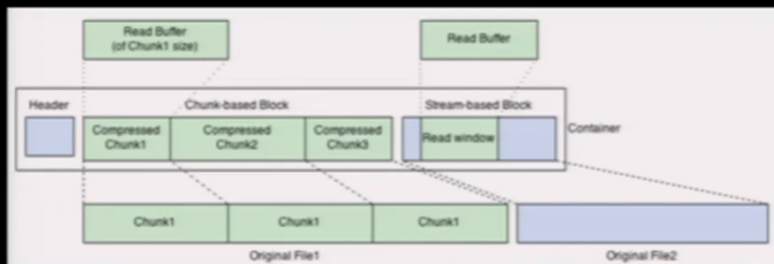 Read Buffer
(of Chunk1 size)
Read Buffer
Header
Chunk-based Block
Stream-based Block
Compressed
Chunk1
Compressed
Chunk2
Compressed
Chunk3
Read window
Container
Chunk1
Chunk1
Chunk1
Original File1
Original File2